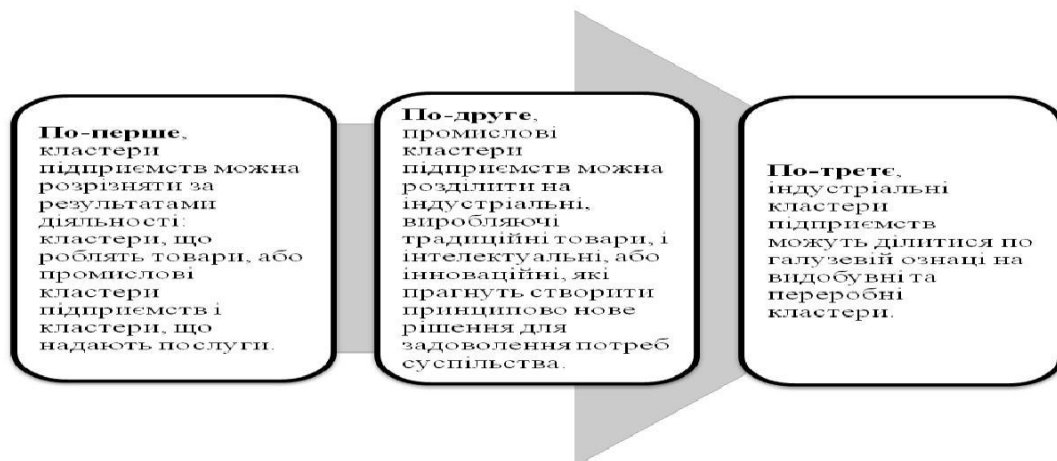 По-перше,
кластери
підприємств можна
розрізняти за
результатами
діяльності:
кластери, що
роблять товари, або
промислові
кластери
підприємств і
кластери, що
надають послуги.
По-друге,
промислові
кластери
підприємств можна
розділити на
індустріальні,
виробляючі
традиційні товари, і
інтелектуальні, або
інноваційні, які
прагнуть створити
принципово нове
рішення для
задоволення потреб
суспільства.
По-третє,
індустріальні
кластери
підприємств
можуть ділитися по
галузевій ознаці на
видобувні та
переробні
кластери.